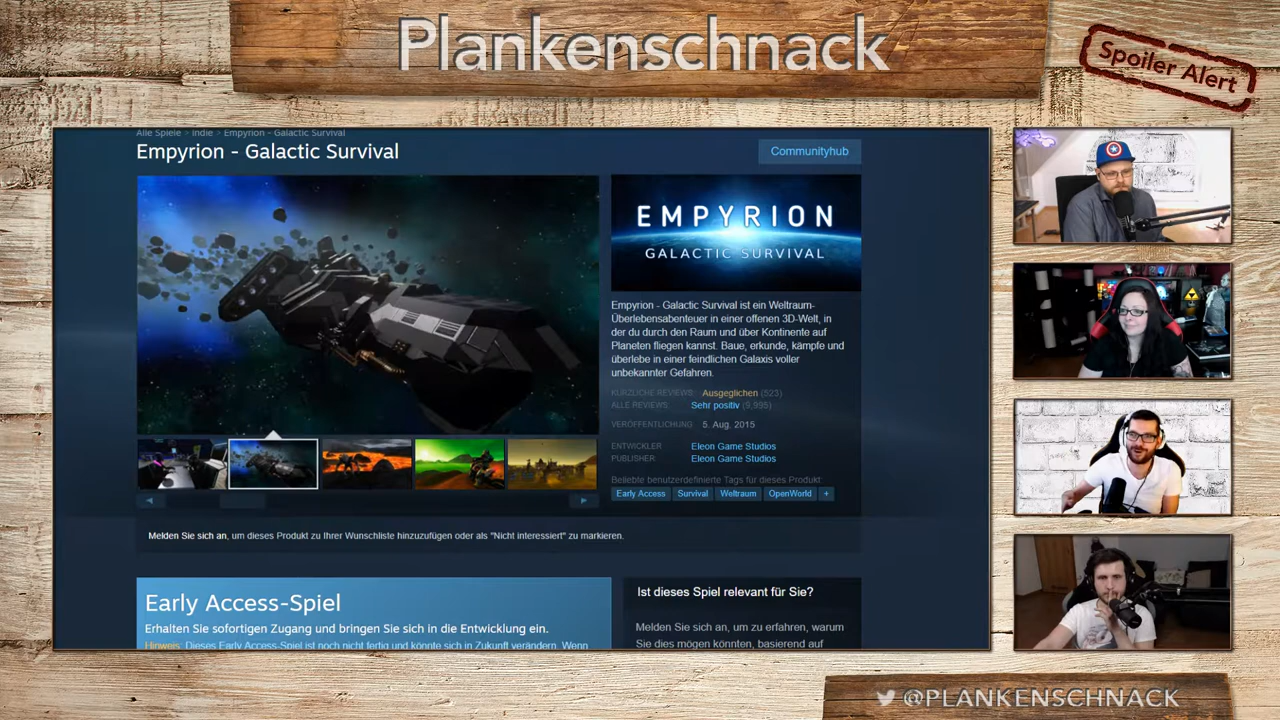 Plankenschnack
Spoiler Alert
Alle Spiele > Indie > Empyrion - Galactic Survival
Empyrion - Galactic Survival
Communityhub
EMPYRION
GALACTIC SURVIVAL
Empyrion - Galactic Survival ist ein Weltraum-
Überlebensabenteuer in einer offenen 3D-Welt, in
der du durch den Raum und über Kontinente auf
Planeten fliegen kannst. Baue, erkunde, kämpfe und
überlebe in einer feindlichen Galaxis voller
unbekannter Gefahren.
KÜRZLICHE REVIEWS: Ausgeglichen (523)
ALLE REVIEWS: Sehr positiv (9,995)
VERÖFFENTLICHUNG: 5. Aug. 2015
ENTWICKLER: Eleon Game Studios
PUBLISHER: Eleon Game Studios
Beliebte benutzerdefinierte Tags für dieses Produkt:
Early Access Survival Weltraum OpenWorld +
Melden Sie sich an, um dieses Produkt zu Ihrer Wunschliste hinzuzufügen oder als "Nicht interessiert" zu markieren.
Early Access-Spiel
Erhalten Sie sofortigen Zugang und bringen Sie sich in die Entwicklung ein.
Hinweis: Dieses Early Access-Spiel ist noch nicht fertig und könnte sich in Zukunft verändern. Wenn
Ist dieses Spiel relevant für Sie?
Melden Sie sich an, um zu erfahren, warum
Sie dies mögen könnten, basierend auf
@PLANKENSCHNACK